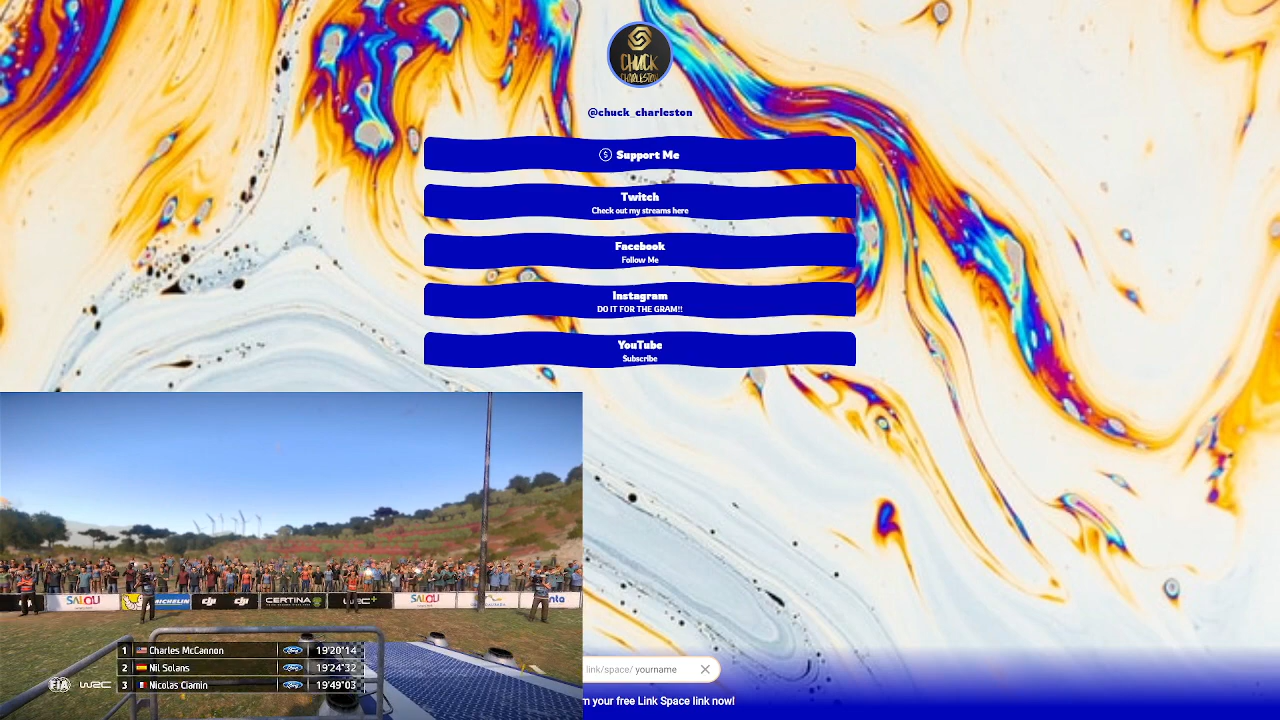 CHUCK
CHARLESTON
@chuck_charleston
Support Me
Twitch
Check out my streams here
Facebook
Follow Me
Instagram
DO IT FOR THE GRAM!!
YouTube
Subscribe
SALOU MICHELIN dji dji CERTINA WRC+ SALOU
1 Charles McCannon 19'20"14
2 Nil Solans 19'24"32
3 Nicolas Ciamin 19'49"03
FIA WRC
link/space/ yourname
your free Link Space link now!